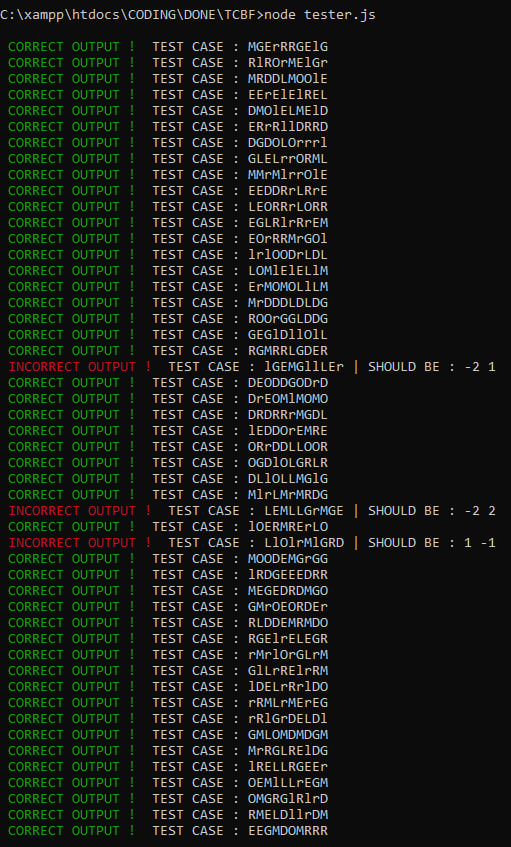 C:\xampp\htdocs\CODING\DONE\TCBF>node tester.js
CORRECT OUTPUT ! TEST CASE : MGErRRGElG
CORRECT OUTPUT ! TEST CASE : RlROrMElGr
CORRECT OUTPUT ! TEST CASE : MRDDLMOOlE
CORRECT OUTPUT ! TEST CASE : EErElElREL
CORRECT OUTPUT ! TEST CASE : DMOlELMElD
CORRECT OUTPUT ! TEST CASE : ERrRllDRRD
CORRECT OUTPUT ! TEST CASE : DGDOLOrrrl
CORRECT OUTPUT ! TEST CASE : GLELrrORML
CORRECT OUTPUT ! TEST CASE : MMrMlrrOlE
CORRECT OUTPUT ! TEST CASE : EEDDRrLRrE
CORRECT OUTPUT ! TEST CASE : LEORRrLORR
CORRECT OUTPUT ! TEST CASE : EGLRlrRrEM
CORRECT OUTPUT ! TEST CASE : EOrRRMrGOl
CORRECT OUTPUT ! TEST CASE : lrlOODrLDL
CORRECT OUTPUT ! TEST CASE : LOMlElELlM
CORRECT OUTPUT ! TEST CASE : ErMOMOLlLM
CORRECT OUTPUT ! TEST CASE : MrDDDLDLDG
CORRECT OUTPUT ! TEST CASE : ROOrGGLDDG
CORRECT OUTPUT ! TEST CASE : GEGlDllOlL
CORRECT OUTPUT ! TEST CASE : RGMRRLGDER
INCORRECT OUTPUT ! TEST CASE : lGEMGllLEr | SHOULD BE : -2 1
CORRECT OUTPUT ! TEST CASE : DEODDGODrD
CORRECT OUTPUT ! TEST CASE : DrEOMlMOMO
CORRECT OUTPUT ! TEST CASE : DRDRRrMGDL
CORRECT OUTPUT ! TEST CASE : lEDDOrEMRE
CORRECT OUTPUT ! TEST CASE : ORrDDLLOOR
CORRECT OUTPUT ! TEST CASE : OGDlOLGRLR
CORRECT OUTPUT ! TEST CASE : DLlOLLMGlG
CORRECT OUTPUT ! TEST CASE : MlrLMrMRDG
INCORRECT OUTPUT ! TEST CASE : LEMLLGrMGE | SHOULD BE : -2 2
CORRECT OUTPUT ! TEST CASE : lOERMRErLO
INCORRECT OUTPUT ! TEST CASE : LlOlrMlGRD | SHOULD BE : 1 -1
CORRECT OUTPUT ! TEST CASE : MOODEMGrGG
CORRECT OUTPUT ! TEST CASE : lRDGEEEDRR
CORRECT OUTPUT ! TEST CASE : MEGEDRDMGO
CORRECT OUTPUT ! TEST CASE : GMrOEORDEr
CORRECT OUTPUT ! TEST CASE : RLDDEMRMDO
CORRECT OUTPUT ! TEST CASE : RGElrELEGR
CORRECT OUTPUT ! TEST CASE : rMrlOrGLrM
CORRECT OUTPUT ! TEST CASE : GlLrRElrRM
CORRECT OUTPUT ! TEST CASE : lDELrRrlDO
CORRECT OUTPUT ! TEST CASE : rRMLrMErEG
CORRECT OUTPUT ! TEST CASE : rRlGrDELDl
CORRECT OUTPUT ! TEST CASE : GMLOMDMDGM
CORRECT OUTPUT ! TEST CASE : MrRGLRElDG
CORRECT OUTPUT ! TEST CASE : lRELLRGEEr
CORRECT OUTPUT ! TEST CASE : OEMlLLrEGM
CORRECT OUTPUT ! TEST CASE : OMGRGlRlrD
CORRECT OUTPUT ! TEST CASE : RMELDllrDM
CORRECT OUTPUT ! TEST CASE : EEGMDOMRRR